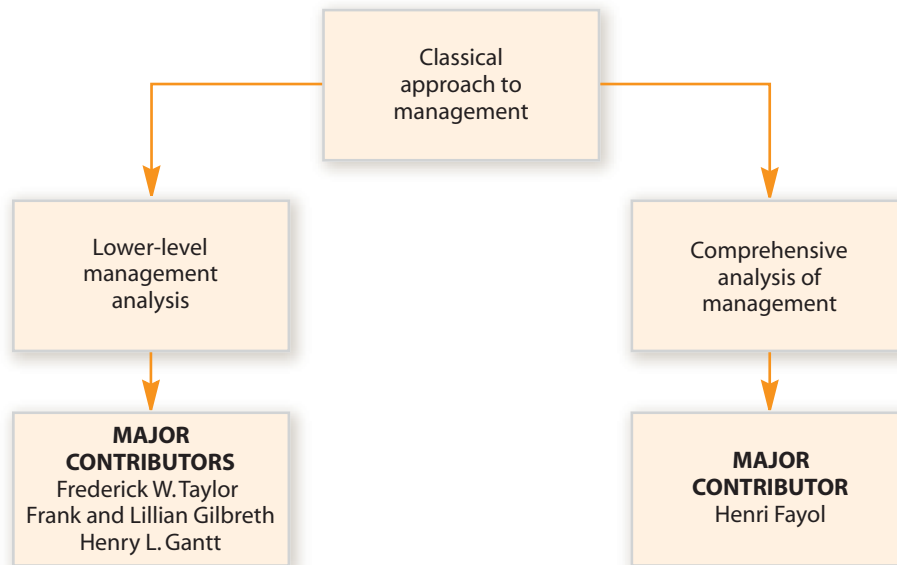 Classical
approach to
management
Lower-level
management
analysis
Comprehensive
analysis of
management
MAJOR
CONTRIBUTORS
Frederick W. Taylor
Frank and Lillian Gilbreth
Henry L. Gantt
MAJOR
CONTRIBUTOR
Henri Fayol